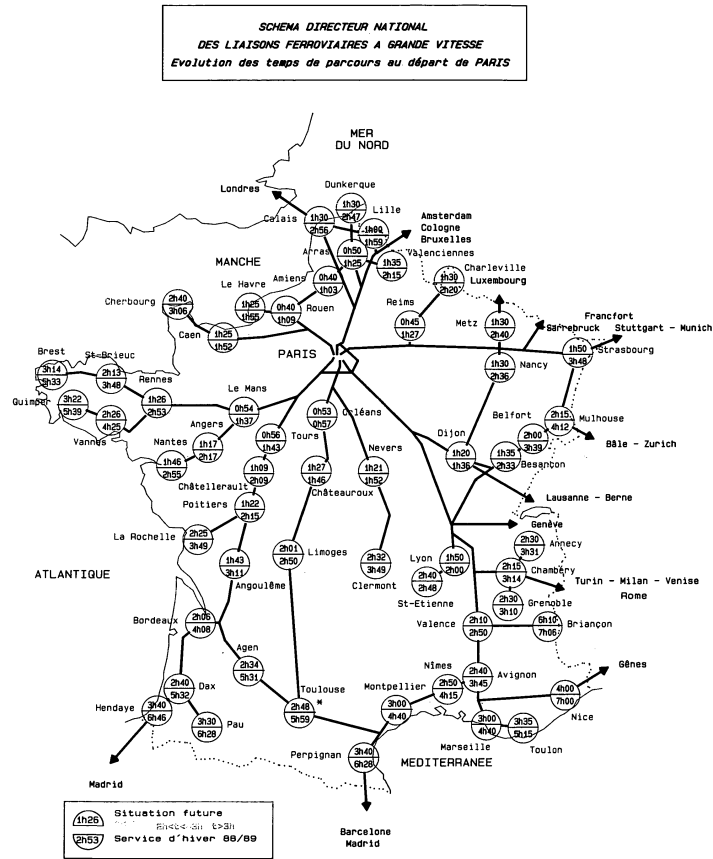 SCHEMA DIRECTEUR NATIONAL
DES LIAISONS FERROVIAIRES A GRANDE VITESSE
Evolution des temps de parcours au départ de PARIS
MER
DU NORD
Dunkerque
1h30
2h47
Londres
Lille
1h00
1h59
Calais
1h30
2h56
Amsterdam
Cologne
Bruxelles
Arras
0h50
1h25
Valenciennes
1h35
2h15
MANCHE
Amiens
0h40
1h03
Charleville
1h30
2h20
Luxembourg
Le Havre
1h25
1h55
Cherbourg
2h40
3h06
Rouen
0h40
1h09
Reims
0h45
1h27
Metz
1h30
2h40
Sarrebruck
Francfort
Stuttgart - Munich
Caen
1h25
1h52
PARIS
Strasbourg
1h50
3h48
Brest
3h14
5h33
St-Brieuc
2h13
3h48
Rennes
1h26
2h53
Nancy
1h30
2h36
Quimper
3h22
5h39
Vannes
2h26
4h25
Le Mans
0h54
1h37
Orléans
0h53
0h57
Belfort
2h00
3h39
Mulhouse
2h15
4h12
Bâle - Zurich
Angers
1h17
2h17
Nantes
1h46
2h55
Tours
0h56
1h43
Nevers
1h21
1h52
Dijon
1h20
1h36
Besançon
1h35
2h33
Châtellerault
1h09
2h09
Châteauroux
1h27
1h46
Lausanne - Berne
Poitiers
1h22
2h15
Genève
La Rochelle
2h25
3h49
Annecy
2h30
3h31
ATLANTIQUE
Angoulême
1h43
3h11
Limoges
2h01
2h50
Clermont
2h32
3h49
Lyon
1h50
2h00
Chambéry
2h15
3h14
Turin - Milan - Venise
Rome
St-Etienne
2h40
2h48
Grenoble
2h30
3h10
Bordeaux
2h06
4h08
Valence
2h10
2h50
Briançon
6h10
7h06
Agen
2h34
5h31
Nîmes
2h50
4h15
Avignon
2h40
3h45
Gênes
Dax
2h40
5h32
Toulouse
2h48
5h59
*
Montpellier
3h00
4h40
Nice
4h00
7h00
Hendaye
3h40
6h46
Pau
3h30
6h28
Marseille
3h00
4h40
Toulon
3h35
5h15
Perpignan
3h40
6h28
MEDITERRANEE
Madrid
Barcelone
Madrid
1h26
Situation future
2h<t<3h t>3h
2h53
Service d'hiver 88/89